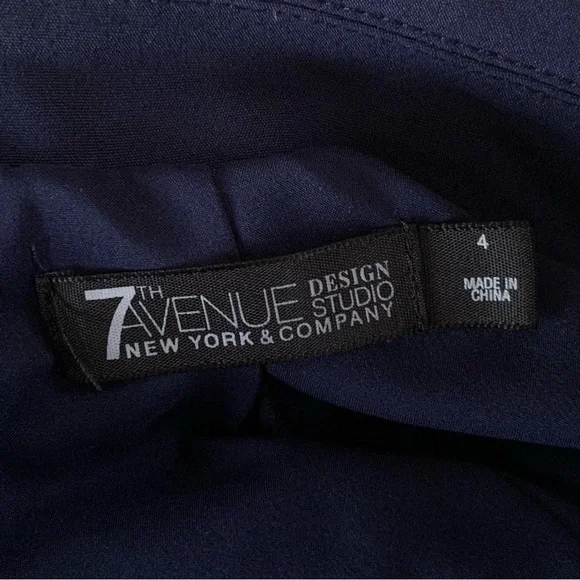 7TH AVENUE DESIGN STUDIO
NEW YORK & COMPANY
4
MADE IN
CHINA